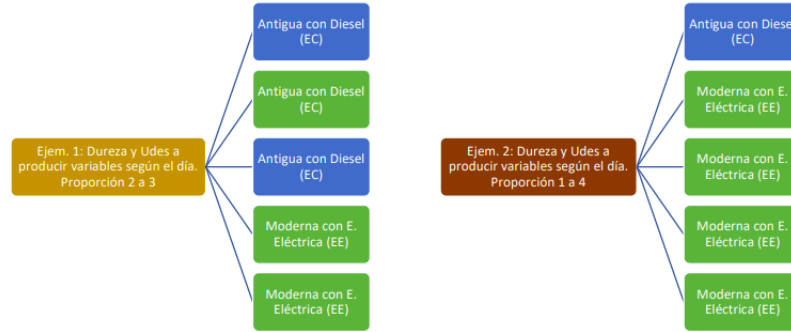 Antigua con Diesel
(EC)
Antigua con Diesel
(EC)
Ejem. 1: Dureza y Udes a
producir variables según el día.
Proporción 2 a 3
Antigua con Diesel
(EC)
Moderna con E.
Eléctrica (EE)
Moderna con E.
Eléctrica (EE)
Antigua con Diese
(EC)
Moderna con E.
Eléctrica (EE)
Ejem. 2: Dureza y Udes a
producir variables según el día.
Proporción 1 a 4
Moderna con E.
Eléctrica (EE)
Moderna con E.
Eléctrica (EE)
Moderna con E.
Eléctrica (EE)